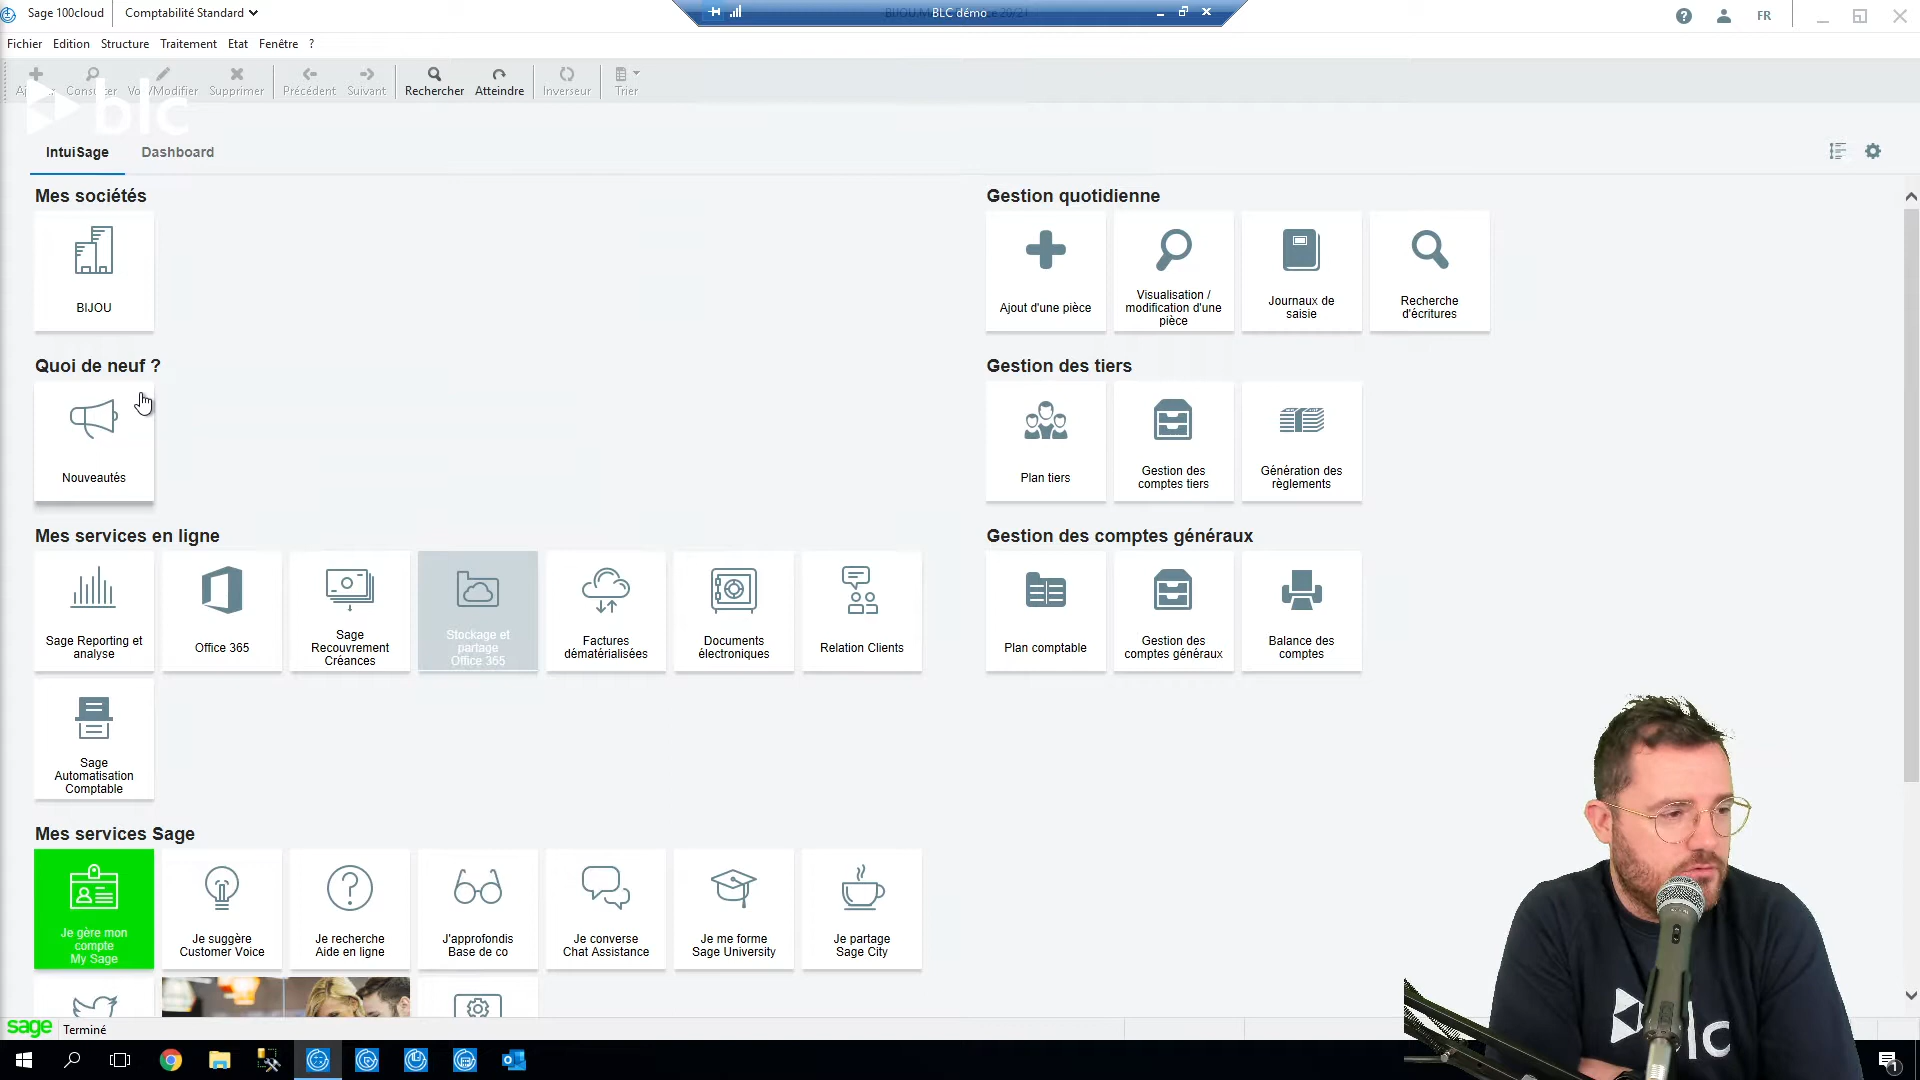 Sage 100cloud
Comptabilité Standard
BLC démo
FR
Fichier Edition Structure Traitement Etat Fenêtre ?
Supprimer Précédent Suivant Rechercher Atteindre Inverseur Trier
blc
IntuiSage Dashboard
Mes sociétés
BIJOU
Quoi de neuf ?
Nouveautés
Mes services en ligne
Sage Reporting et
analyse
Office 365
Sage
Recouvrement
Créances
Stockage et
partage
Office 365
Factures
dématérialisées
Documents
électroniques
Relation Clients
Sage
Automatisation
Comptable
Mes services Sage
Je gère mon
compte
My Sage
Je suggère
Customer Voice
Je recherche
Aide en ligne
J'approfondis
Base de co
Je converse
Chat Assistance
Je me forme
Sage University
Je partage
Sage City
Gestion quotidienne
Ajout d'une pièce
Visualisation /
modification d'une
pièce
Journaux de
saisie
Recherche
d'écritures
Gestion des tiers
Plan tiers
Gestion des
comptes tiers
Génération des
règlements
Gestion des comptes généraux
Plan comptable
Gestion des
comptes généraux
Balance des
comptes
sage
Terminé
1